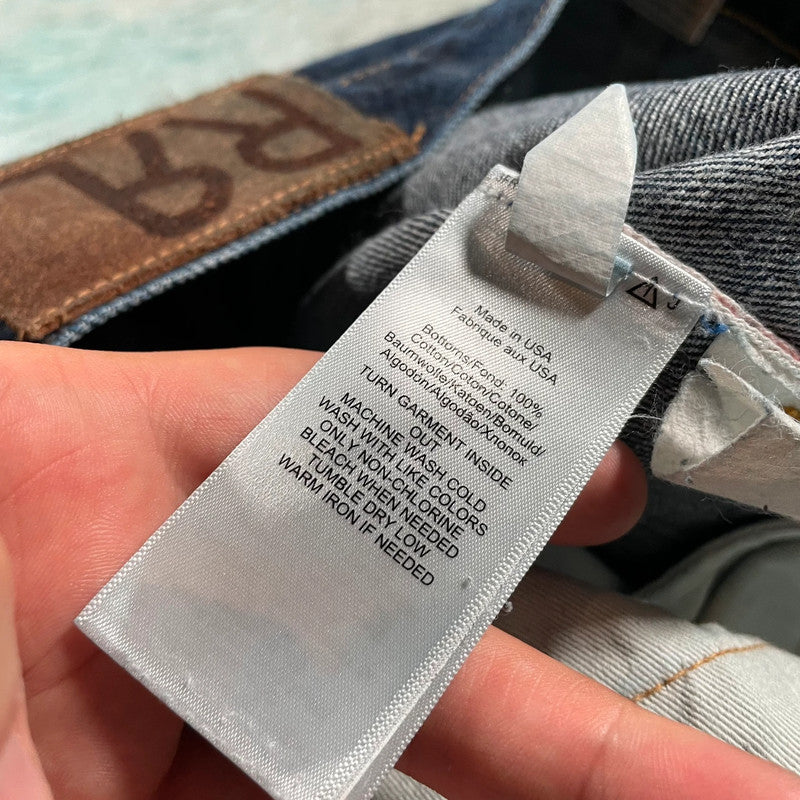 RRL
Made in USA
Fabrique aux USA
Bottoms/Fond: 100%
Cotton/Coton/Cotone/
Baumwolle/Katoen/Bomuld/
Algodón/Algodão/Хлопок
TURN GARMENT INSIDE
OUT
MACHINE WASH COLD
WASH WITH LIKE COLORS
ONLY NON-CHLORINE
BLEACH WHEN NEEDED
TUMBLE DRY LOW
WARM IRON IF NEEDED